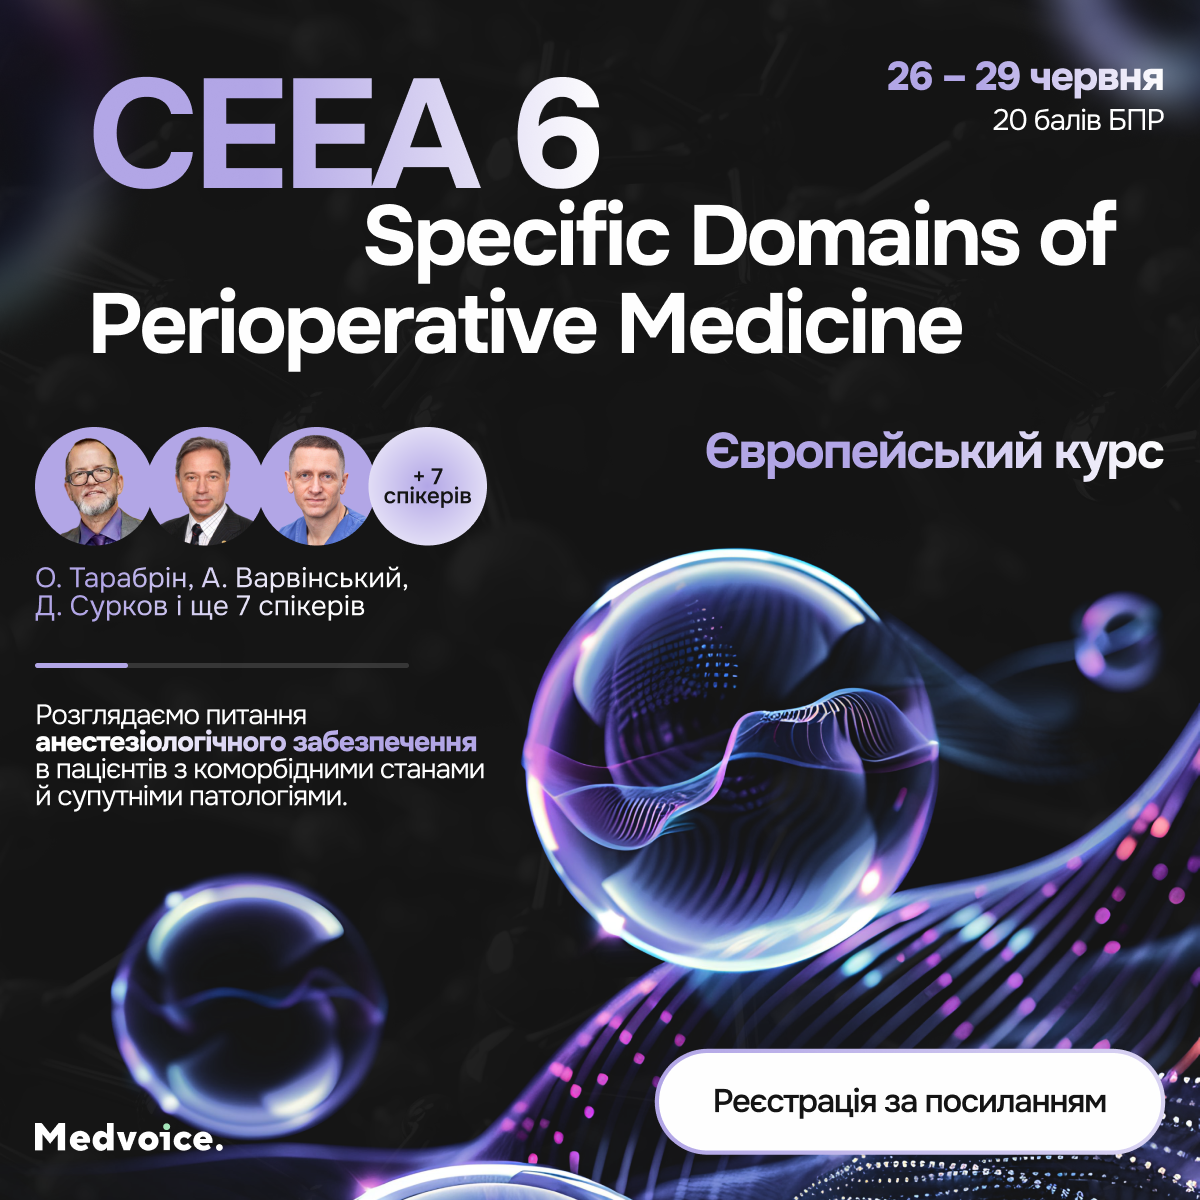 CEEA 6
26 – 29 червня
20 балів БПР
Specific Domains of
Perioperative Medicine
Європейський курс
+ 7
спікерів
О. Тарабрін, А. Варвінський,
Д. Сурков і ще 7 спікерів
Розглядаємо питання
анестезіологічного забезпечення
в пацієнтів з коморбідними станами
й супутніми патологіями.
Реєстрація за посиланням
Medvoice.